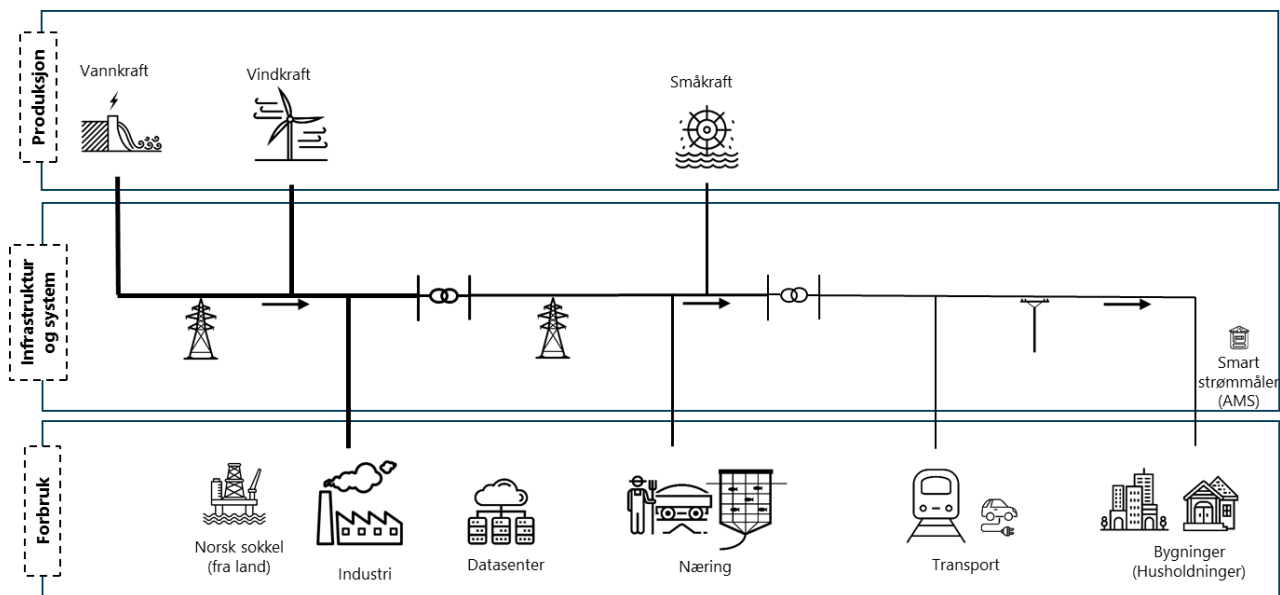 Produksjon
Vannkraft
Vindkraft
Småkraft
Infrastruktur
og system
Smart
strømmåler
(AMS)
Forbruk
Norsk sokkel
(fra land)
Industri
Datasenter
Næring
Transport
Bygninger
(Husholdninger)